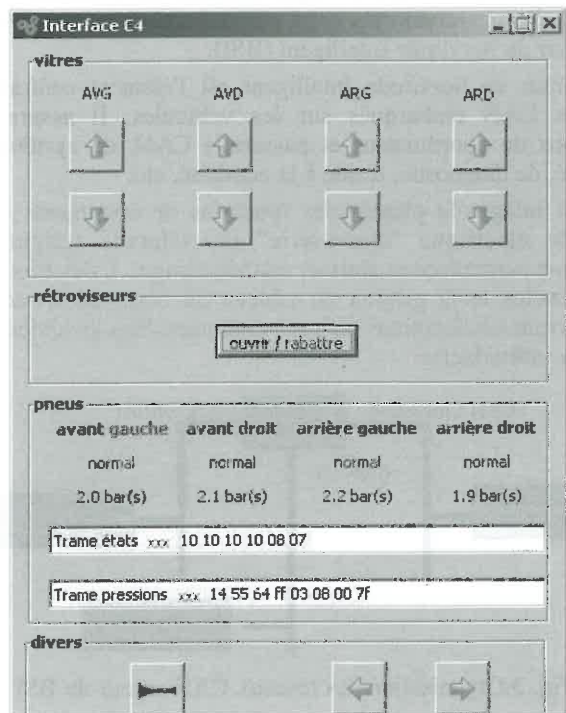 Interface C4
vitres
AVG AVD ARG ARD
rétroviseurs
ouvrir / rabattre
pneus
avant gauche avant droit arrière gauche arrière droit
normal normal normal normal
2.0 bar(s) 2.1 bar(s) 2.2 bar(s) 1.9 bar(s)
Trame états xxx 10 10 10 10 08 07
Trame pressions xxx 14 55 64 ff 03 08 00 7f
divers